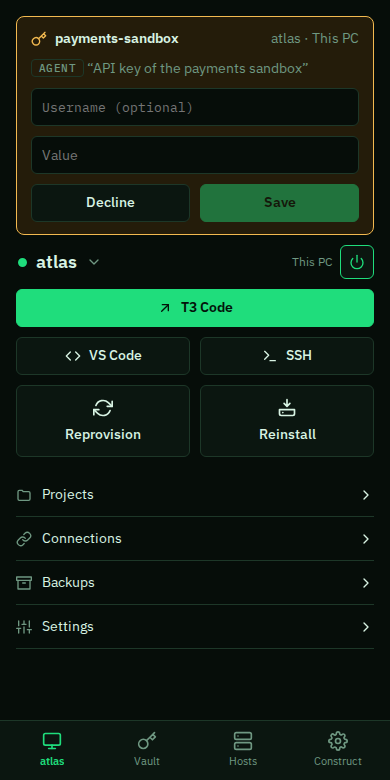 payments-sandbox
atlas · This PC
AGENT “API key of the payments sandbox”
Username (optional)
Value
Decline
Save
atlas
This PC
T3 Code
VS Code
SSH
Reprovision
Reinstall
Projects
Connections
Backups
Settings
atlas
Vault
Hosts
Construct